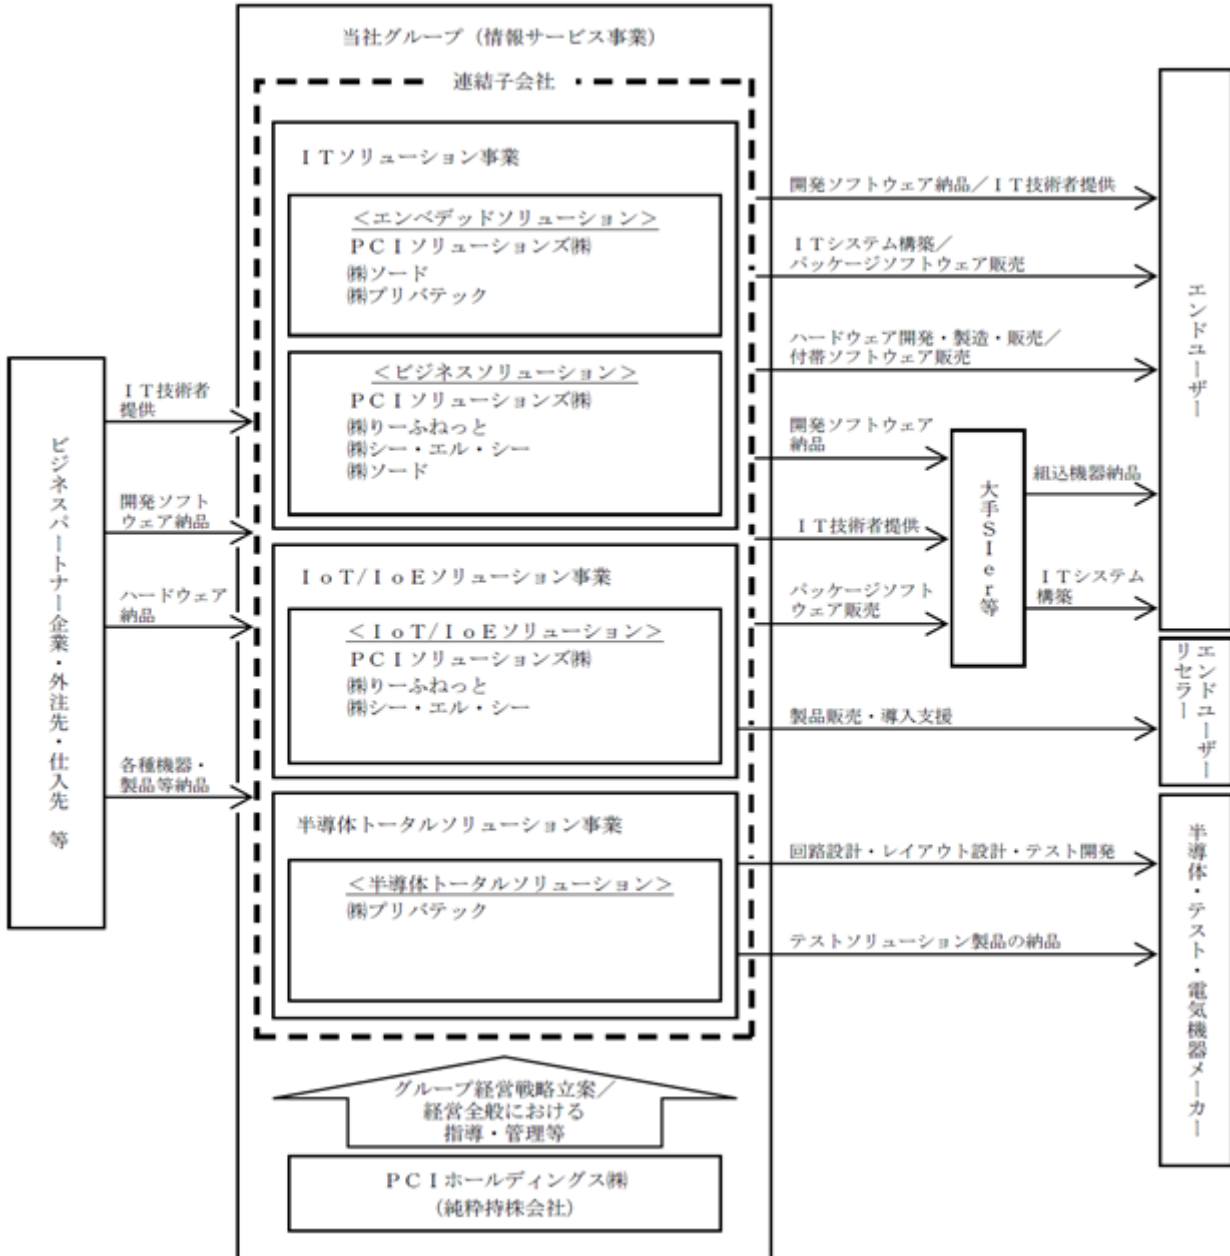 当社グループ（情報サービス事業）
連結子会社
ＩＴソリューション事業
＜エンベデッドソリューション＞
ＰＣＩソリューションズ㈱
㈱ソード
㈱プリバテック
＜ビジネスソリューション＞
ＰＣＩソリューションズ㈱
㈱りーふねっと
㈱シー・エル・シー
㈱ソード
ＩｏＴ/ＩｏＥソリューション事業
＜ＩｏＴ/ＩｏＥソリューション＞
ＰＣＩソリューションズ㈱
㈱りーふねっと
㈱シー・エル・シー
半導体トータルソリューション事業
＜半導体トータルソリューション＞
㈱プリバテック
グループ経営戦略立案／
経営全般における
指導・管理等
ＰＣＩホールディングス㈱
（純粋持株会社）
ビジネスパートナー企業・外注先・仕入先　等
ＩＴ技術者
提供
開発ソフト
ウェア納品
ハードウェア
納品
各種機器・
製品等納品
開発ソフトウェア納品／ＩＴ技術者提供
ＩＴシステム構築／
パッケージソフトウェア販売
ハードウェア開発・製造・販売／
付帯ソフトウェア販売
開発ソフトウェア
納品
ＩＴ技術者提供
パッケージソフト
ウェア販売
大手ＳＩｅｒ等
組込機器納品
ＩＴシステム
構築
製品販売・導入支援
回路設計・レイアウト設計・テスト開発
テストソリューション製品の納品
エンドユーザー
エンドユーザー
リセラー
半導体・テスト・電気機器メーカー